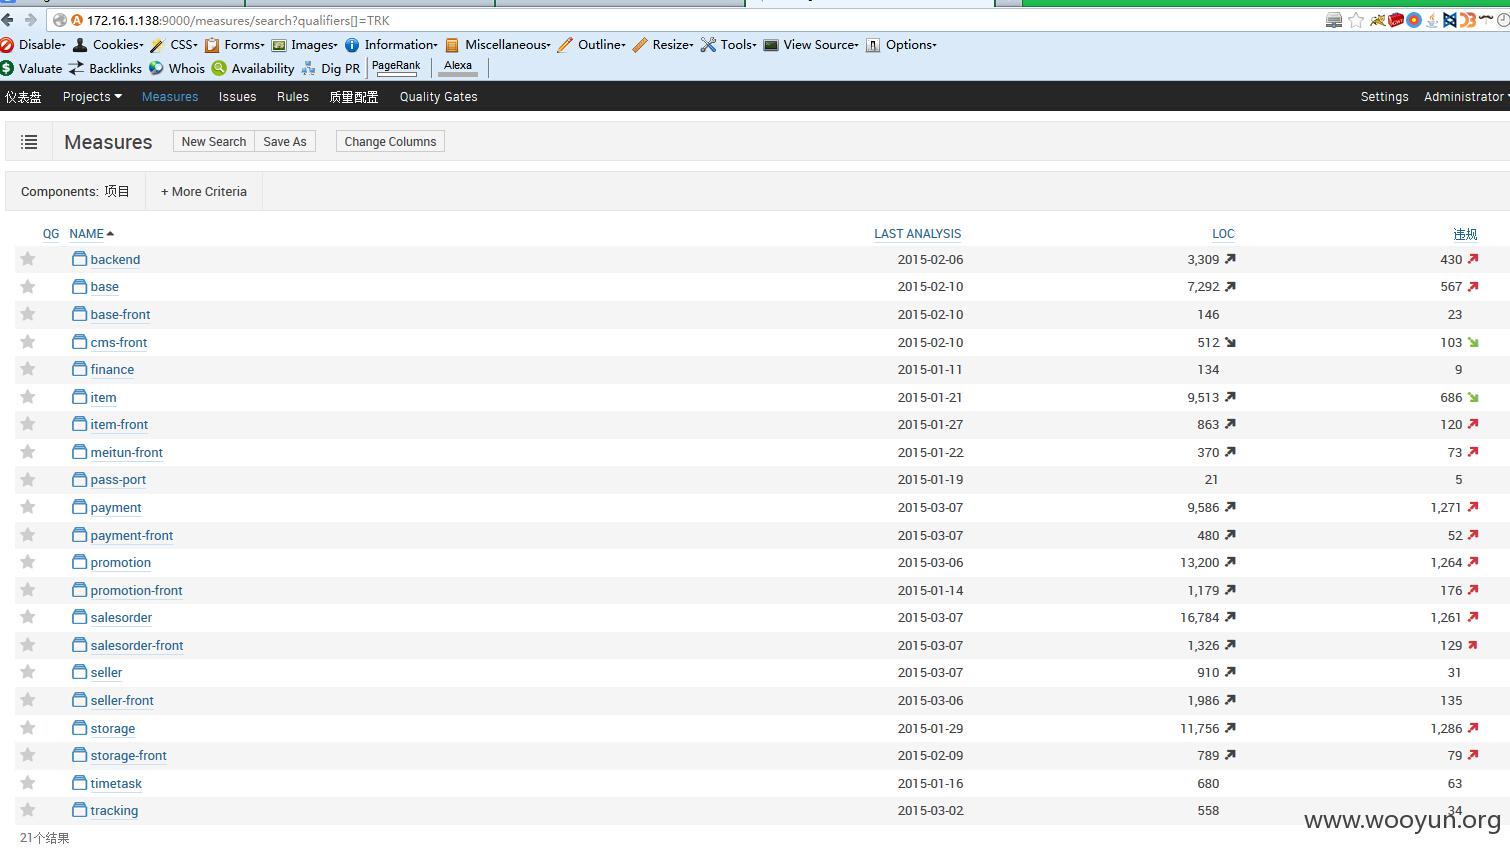 172.16.1.138:9000/measures/search?qualifiers[]=TRK
Disable Cookies CSS Forms Images Information Miscellaneous Outline Resize Tools View Source Options
Valuate Backlinks Whois Availability Dig PR PageRank Alexa
仪表盘 Projects Measures Issues Rules 质量配置 Quality Gates Settings Administrator
Measures New Search Save As Change Columns
Components: 项目 + More Criteria
QG NAME LAST ANALYSIS LOC 违规
backend 2015-02-06 3,309 430
base 2015-02-10 7,292 567
base-front 2015-02-10 146 23
cms-front 2015-02-10 512 103
finance 2015-01-11 134 9
item 2015-01-21 9,513 686
item-front 2015-01-27 863 120
meitun-front 2015-01-22 370 73
pass-port 2015-01-19 21 5
payment 2015-03-07 9,586 1,271
payment-front 2015-03-07 480 52
promotion 2015-03-06 13,200 1,264
promotion-front 2015-01-14 1,179 176
salesorder 2015-03-07 16,784 1,261
salesorder-front 2015-03-07 1,326 129
seller 2015-03-07 910 31
seller-front 2015-03-06 1,986 135
storage 2015-01-29 11,756 1,286
storage-front 2015-02-09 789 79
timetask 2015-01-16 680 63
tracking 2015-03-02 558 34
21个结果
www.wooyun.org